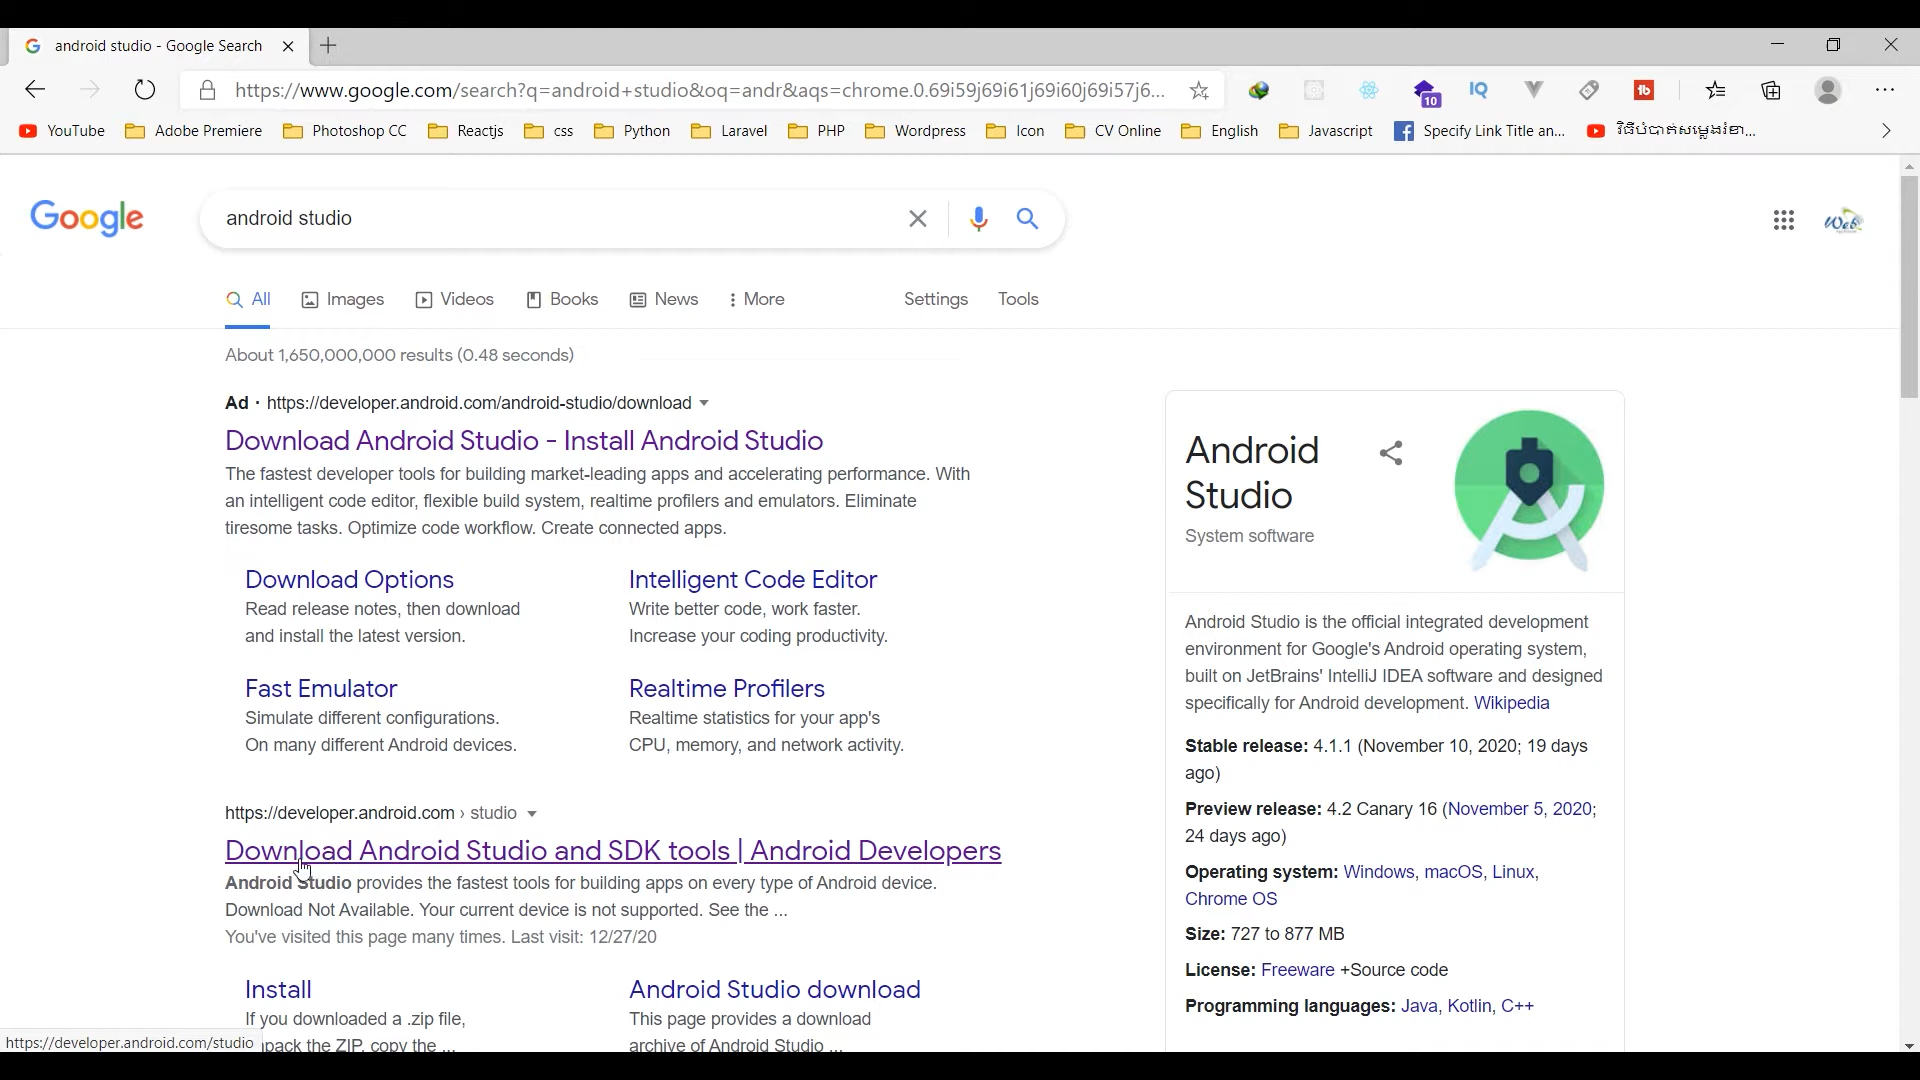 android studio - Google Search
https://www.google.com/search?q=android+studio&oq=andr&aqs=chrome.0.69i59j69i61j69i60j69i57j6...
10
IQ
tb
YouTube Adobe Premiere Photoshop CC Reactjs css Python Laravel PHP Wordpress Icon CV Online English Javascript Specify Link Title an... វិធីបំបាត់សម្លេងរំខា...
Google
android studio
Web
All Images Videos Books News More Settings Tools
About 1,650,000,000 results (0.48 seconds)
Ad · https://developer.android.com/android-studio/download
Download Android Studio - Install Android Studio
The fastest developer tools for building market-leading apps and accelerating performance. With
an intelligent code editor, flexible build system, realtime profilers and emulators. Eliminate
tiresome tasks. Optimize code workflow. Create connected apps.
Download Options
Read release notes, then download
and install the latest version.
Intelligent Code Editor
Write better code, work faster.
Increase your coding productivity.
Fast Emulator
Simulate different configurations.
On many different Android devices.
Realtime Profilers
Realtime statistics for your app's
CPU, memory, and network activity.
https://developer.android.com › studio
Download Android Studio and SDK tools | Android Developers
Android Studio provides the fastest tools for building apps on every type of Android device.
Download Not Available. Your current device is not supported. See the ...
You've visited this page many times. Last visit: 12/27/20
Install
If you downloaded a .zip file,
pack the ZIP, copy the ...
Android Studio download
This page provides a download
archive of Android Studio ...
https://developer.android.com/studio
Android
Studio
System software
Android Studio is the official integrated development
environment for Google's Android operating system,
built on JetBrains' IntelliJ IDEA software and designed
specifically for Android development. Wikipedia
Stable release: 4.1.1 (November 10, 2020; 19 days
ago)
Preview release: 4.2 Canary 16 (November 5, 2020;
24 days ago)
Operating system: Windows, macOS, Linux,
Chrome OS
Size: 727 to 877 MB
License: Freeware +Source code
Programming languages: Java, Kotlin, C++